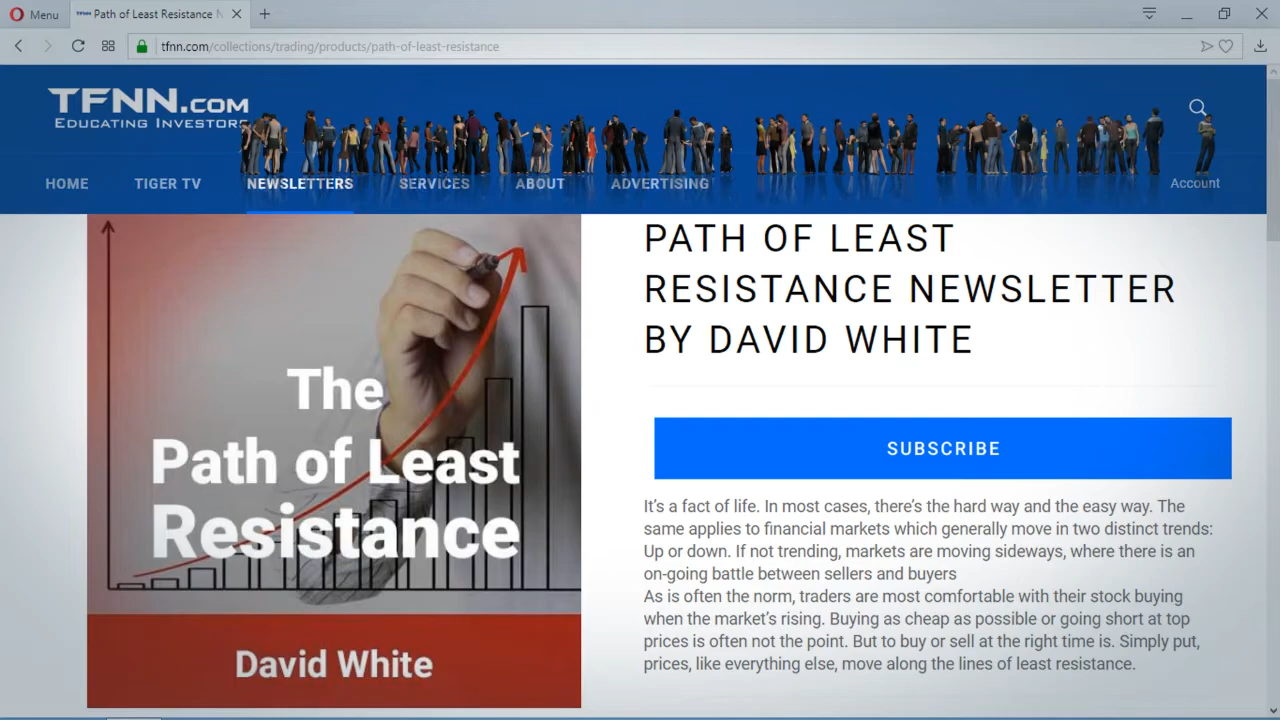 Menu
Path of Least Resistance N
tfnn.com/collections/trading/products/path-of-least-resistance
TFNN.COM
EDUCATING INVESTORS
HOME
TIGER TV
NEWSLETTERS
SERVICES
ABOUT
ADVERTISING
Account
The
Path of Least
Resistance
David White
PATH OF LEAST
RESISTANCE NEWSLETTER
BY DAVID WHITE
SUBSCRIBE
It’s a fact of life. In most cases, there’s the hard way and the easy way. The
same applies to financial markets which generally move in two distinct trends:
Up or down. If not trending, markets are moving sideways, where there is an
on-going battle between sellers and buyers
As is often the norm, traders are most comfortable with their stock buying
when the market’s rising. Buying as cheap as possible or going short at top
prices is often not the point. But to buy or sell at the right time is. Simply put,
prices, like everything else, move along the lines of least resistance.